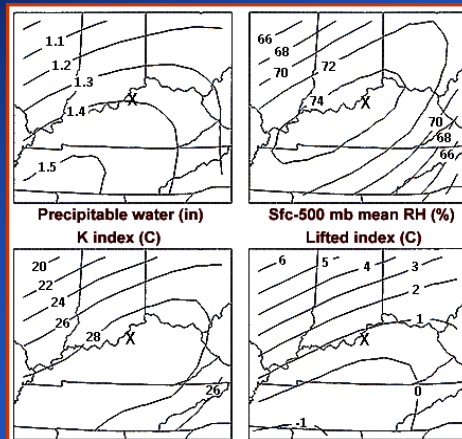 1.1
1.2
1.3
1.4
1.5
X
Precipitable water (in)
66
68
70
72
74
X
70
68
66
Sfc-500 mb mean RH (%)
K index (C)
20
22
24
26
28
X
26
Lifted index (C)
6 5 4 3
2
1
X
0
-1